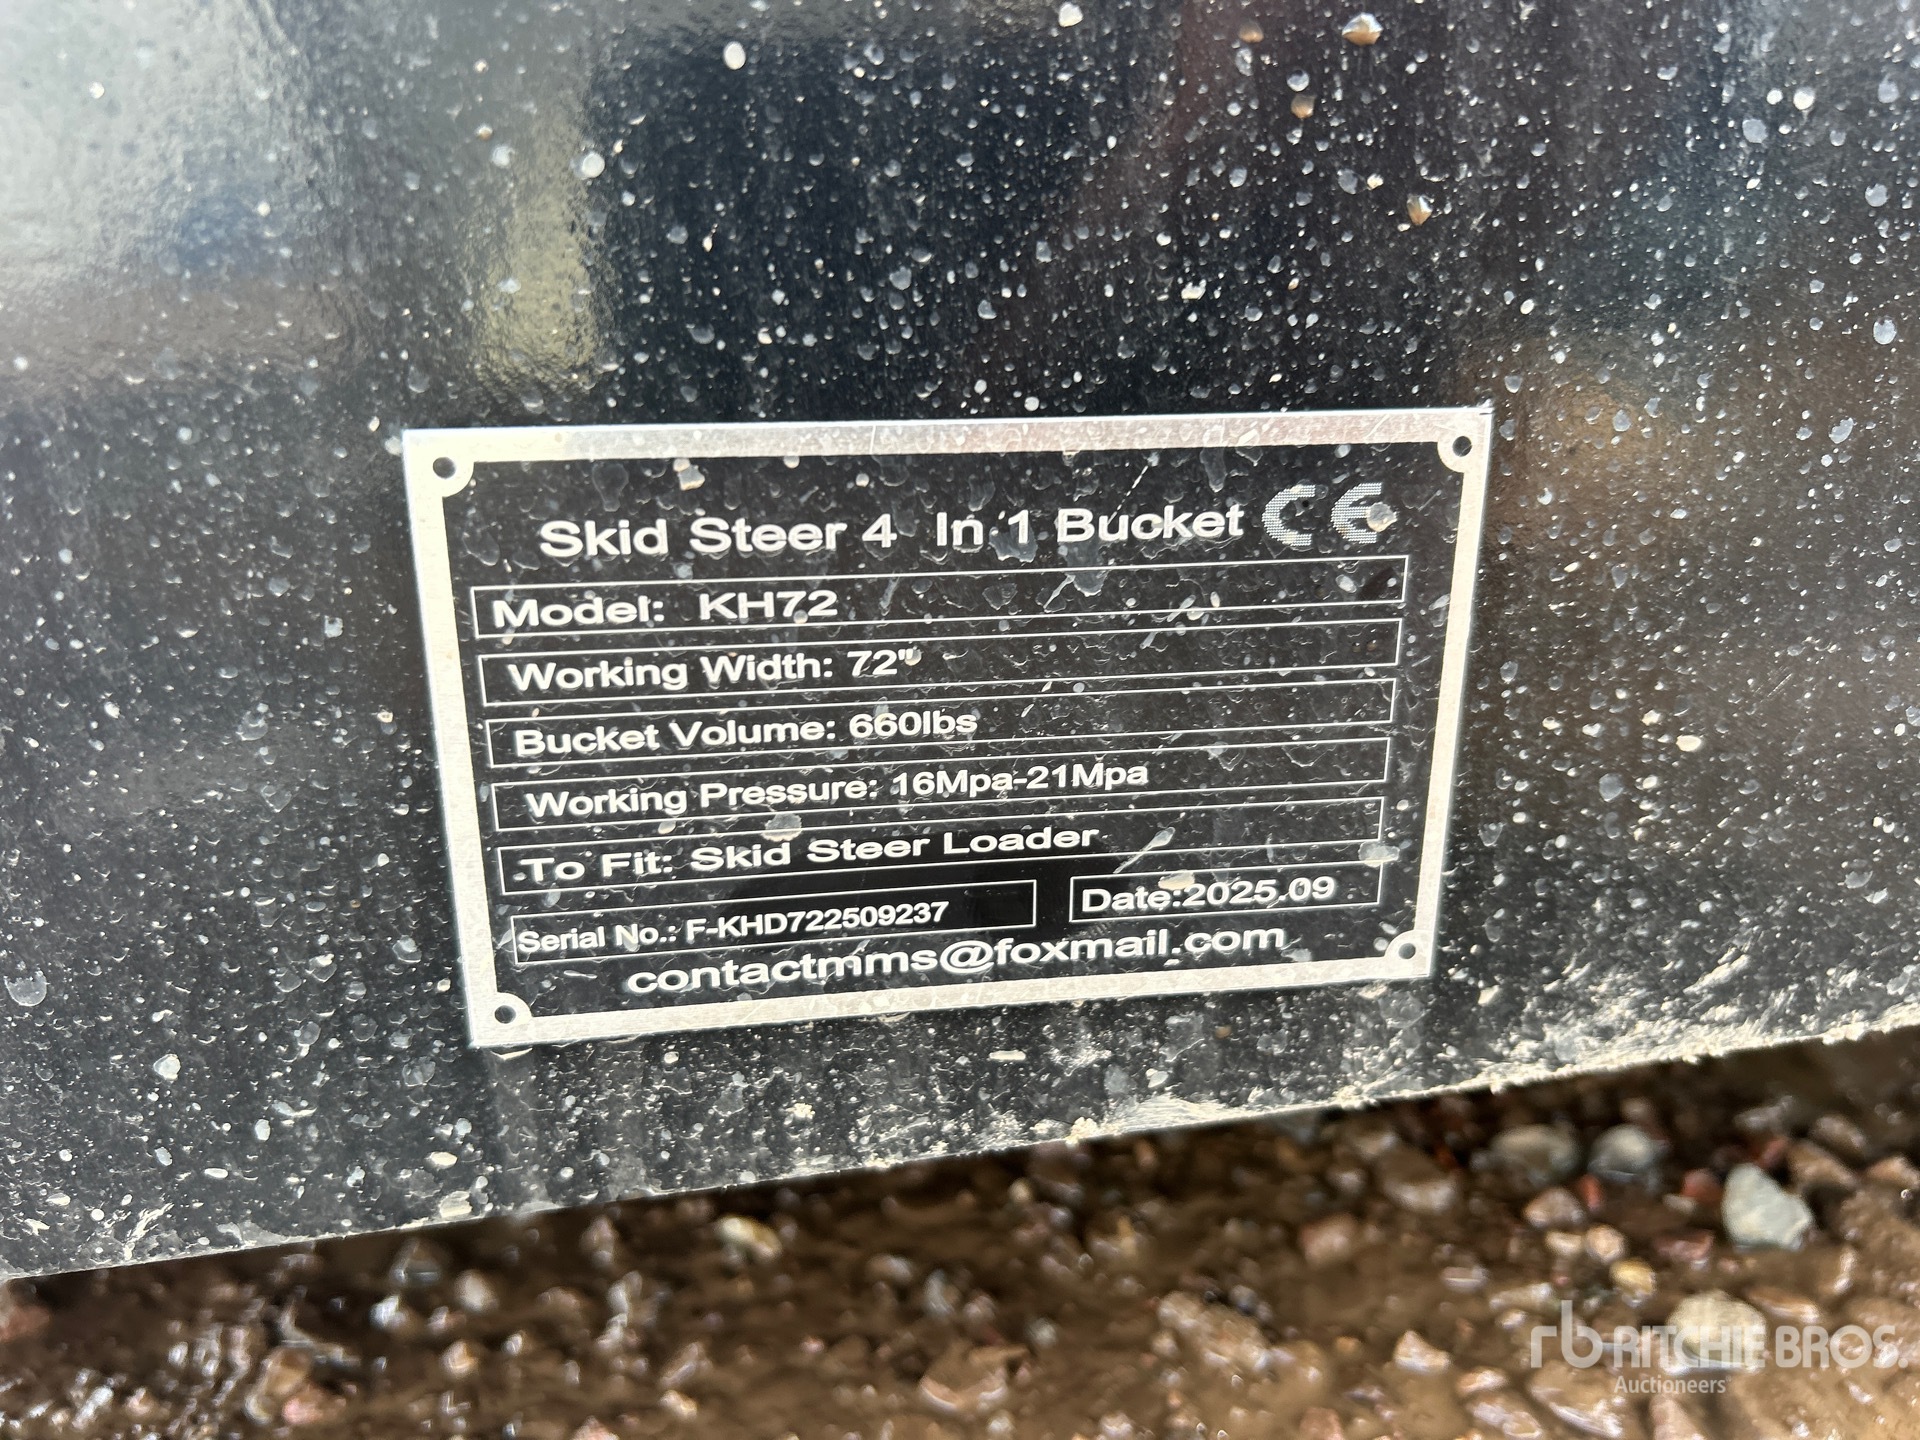 Skid Steer 4 In 1 Bucket CE
Model: KH72
Working Width: 72"
Bucket Volume: 660lbs
Working Pressure: 16Mpa-21Mpa
To Fit: Skid Steer Loader
Serial No.: F-KHD722509237 Date:2025.09
contactmms@foxmail.com
rb RITCHIE BROS.
Auctioneers